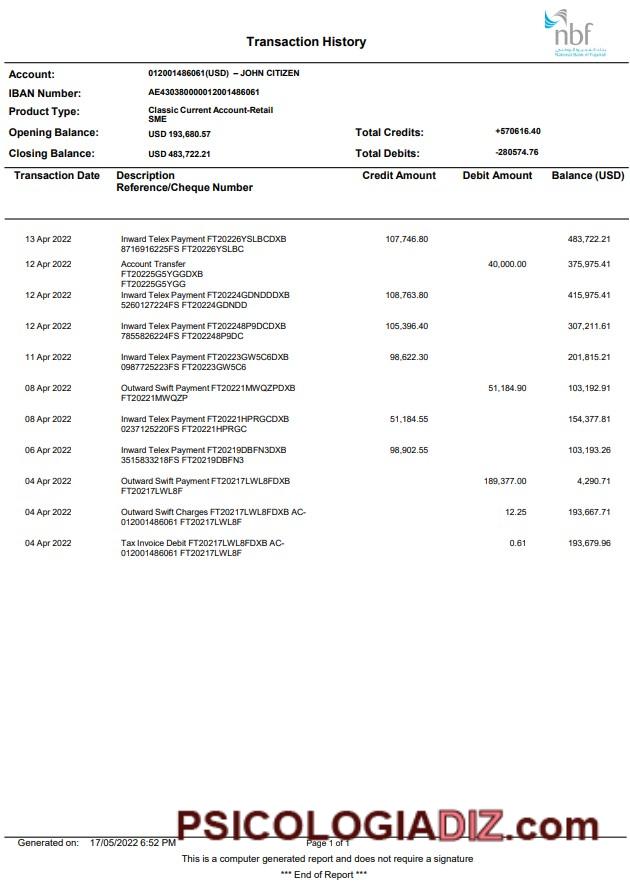 nbf
National Bank of Fujairah
Transaction History
Account: 012001486061(USD) – JOHN CITIZEN
IBAN Number: AE430380000012001486061
Product Type: Classic Current Account-Retail
SME
Opening Balance: USD 193,680.57 Total Credits: +570616.40
Closing Balance: USD 483,722.21 Total Debits: -280574.76
Transaction Date Description Credit Amount Debit Amount Balance (USD)
Reference/Cheque Number
13 Apr 2022 Inward Telex Payment FT20226YSLBCDXB 107,746.80 483,722.21
8716916225FS FT20226YSLBC
12 Apr 2022 Account Transfer 40,000.00 375,975.41
FT20225G5YGGDXB
FT20225G5YGG
12 Apr 2022 Inward Telex Payment FT20224GDNDDDXB 108,763.80 415,975.41
5260127224FS FT20224GDNDD
12 Apr 2022 Inward Telex Payment FT202248P9DCDXB 105,396.40 307,211.61
7855826224FS FT202248P9DC
11 Apr 2022 Inward Telex Payment FT20223GW5C6DXB 98,622.30 201,815.21
0987725223FS FT20223GW5C6
08 Apr 2022 Outward Swift Payment FT20221MWQZPDXB 51,184.90 103,192.91
FT20221MWQZP
08 Apr 2022 Inward Telex Payment FT20221HPRGCDXB 51,184.55 154,377.81
0237125220FS FT20221HPRGC
06 Apr 2022 Inward Telex Payment FT20219DBFN3DXB 98,902.55 103,193.26
3515833218FS FT20219DBFN3
04 Apr 2022 Outward Swift Payment FT20217LWL8FDXB 189,377.00 4,290.71
FT20217LWL8F
04 Apr 2022 Outward Swift Charges FT20217LWL8FDXB AC- 12.25 193,667.71
012001486061 FT20217LWL8F
04 Apr 2022 Tax Invoice Debit FT20217LWL8FDXB AC- 0.61 193,679.96
012001486061 FT20217LWL8F
PSICOLOGIADIZ.com
Generated on: 17/05/2022 6:52 PM Page 1 of 1
This is a computer generated report and does not require a signature
*** End of Report ***